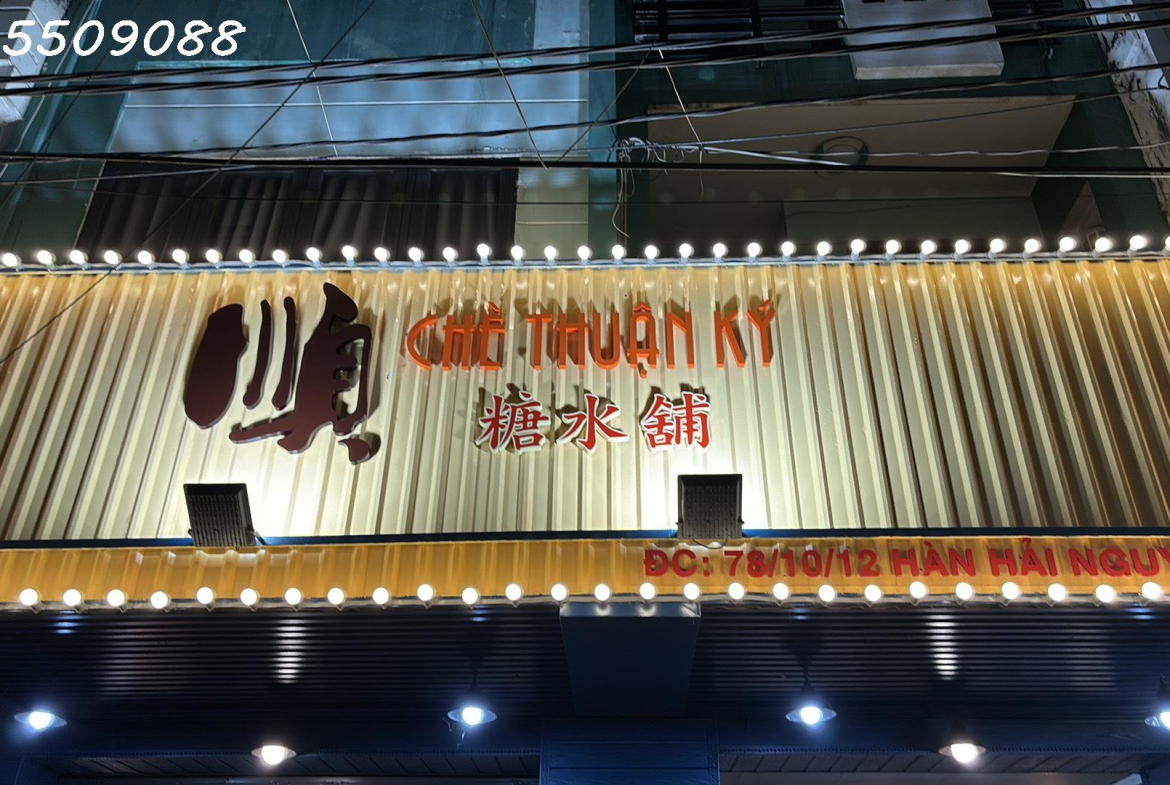 5509088
順
CHÈ THUẬN KÝ
糖水舖
ĐC: 78/10/12 HÀN HẢI NGUY